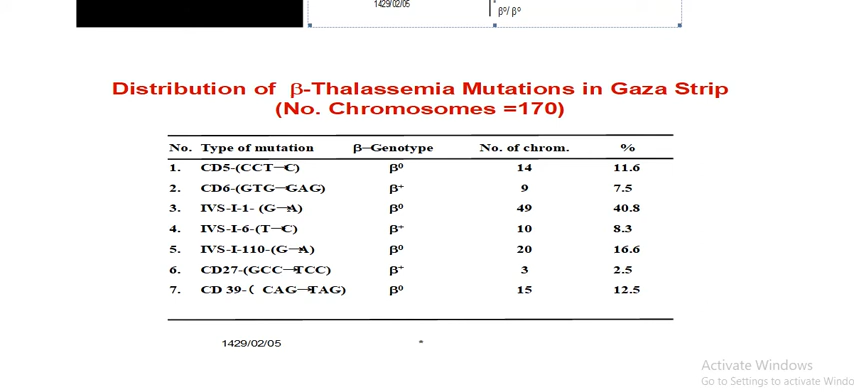 1429/02/05
β⁰/ β⁰
Distribution of β-Thalassemia Mutations in Gaza Strip
(No. Chromosomes =170)
No. Type of mutation β–Genotype No. of chrom. %
1. CD5-(CCT→C) β⁰ 14 11.6
2. CD6-(GTG→GAG) β⁺ 9 7.5
3. IVS-I-1- (G→A) β⁰ 49 40.8
4. IVS-I-6-(T→C) β⁺ 10 8.3
5. IVS-I-110-(G→A) β⁰ 20 16.6
6. CD27-(GCC→TCC) β⁺ 3 2.5
7. CD 39-( CAG→TAG) β⁰ 15 12.5
1429/02/05 *
Activate Windows
Go to Settings to activate Windo